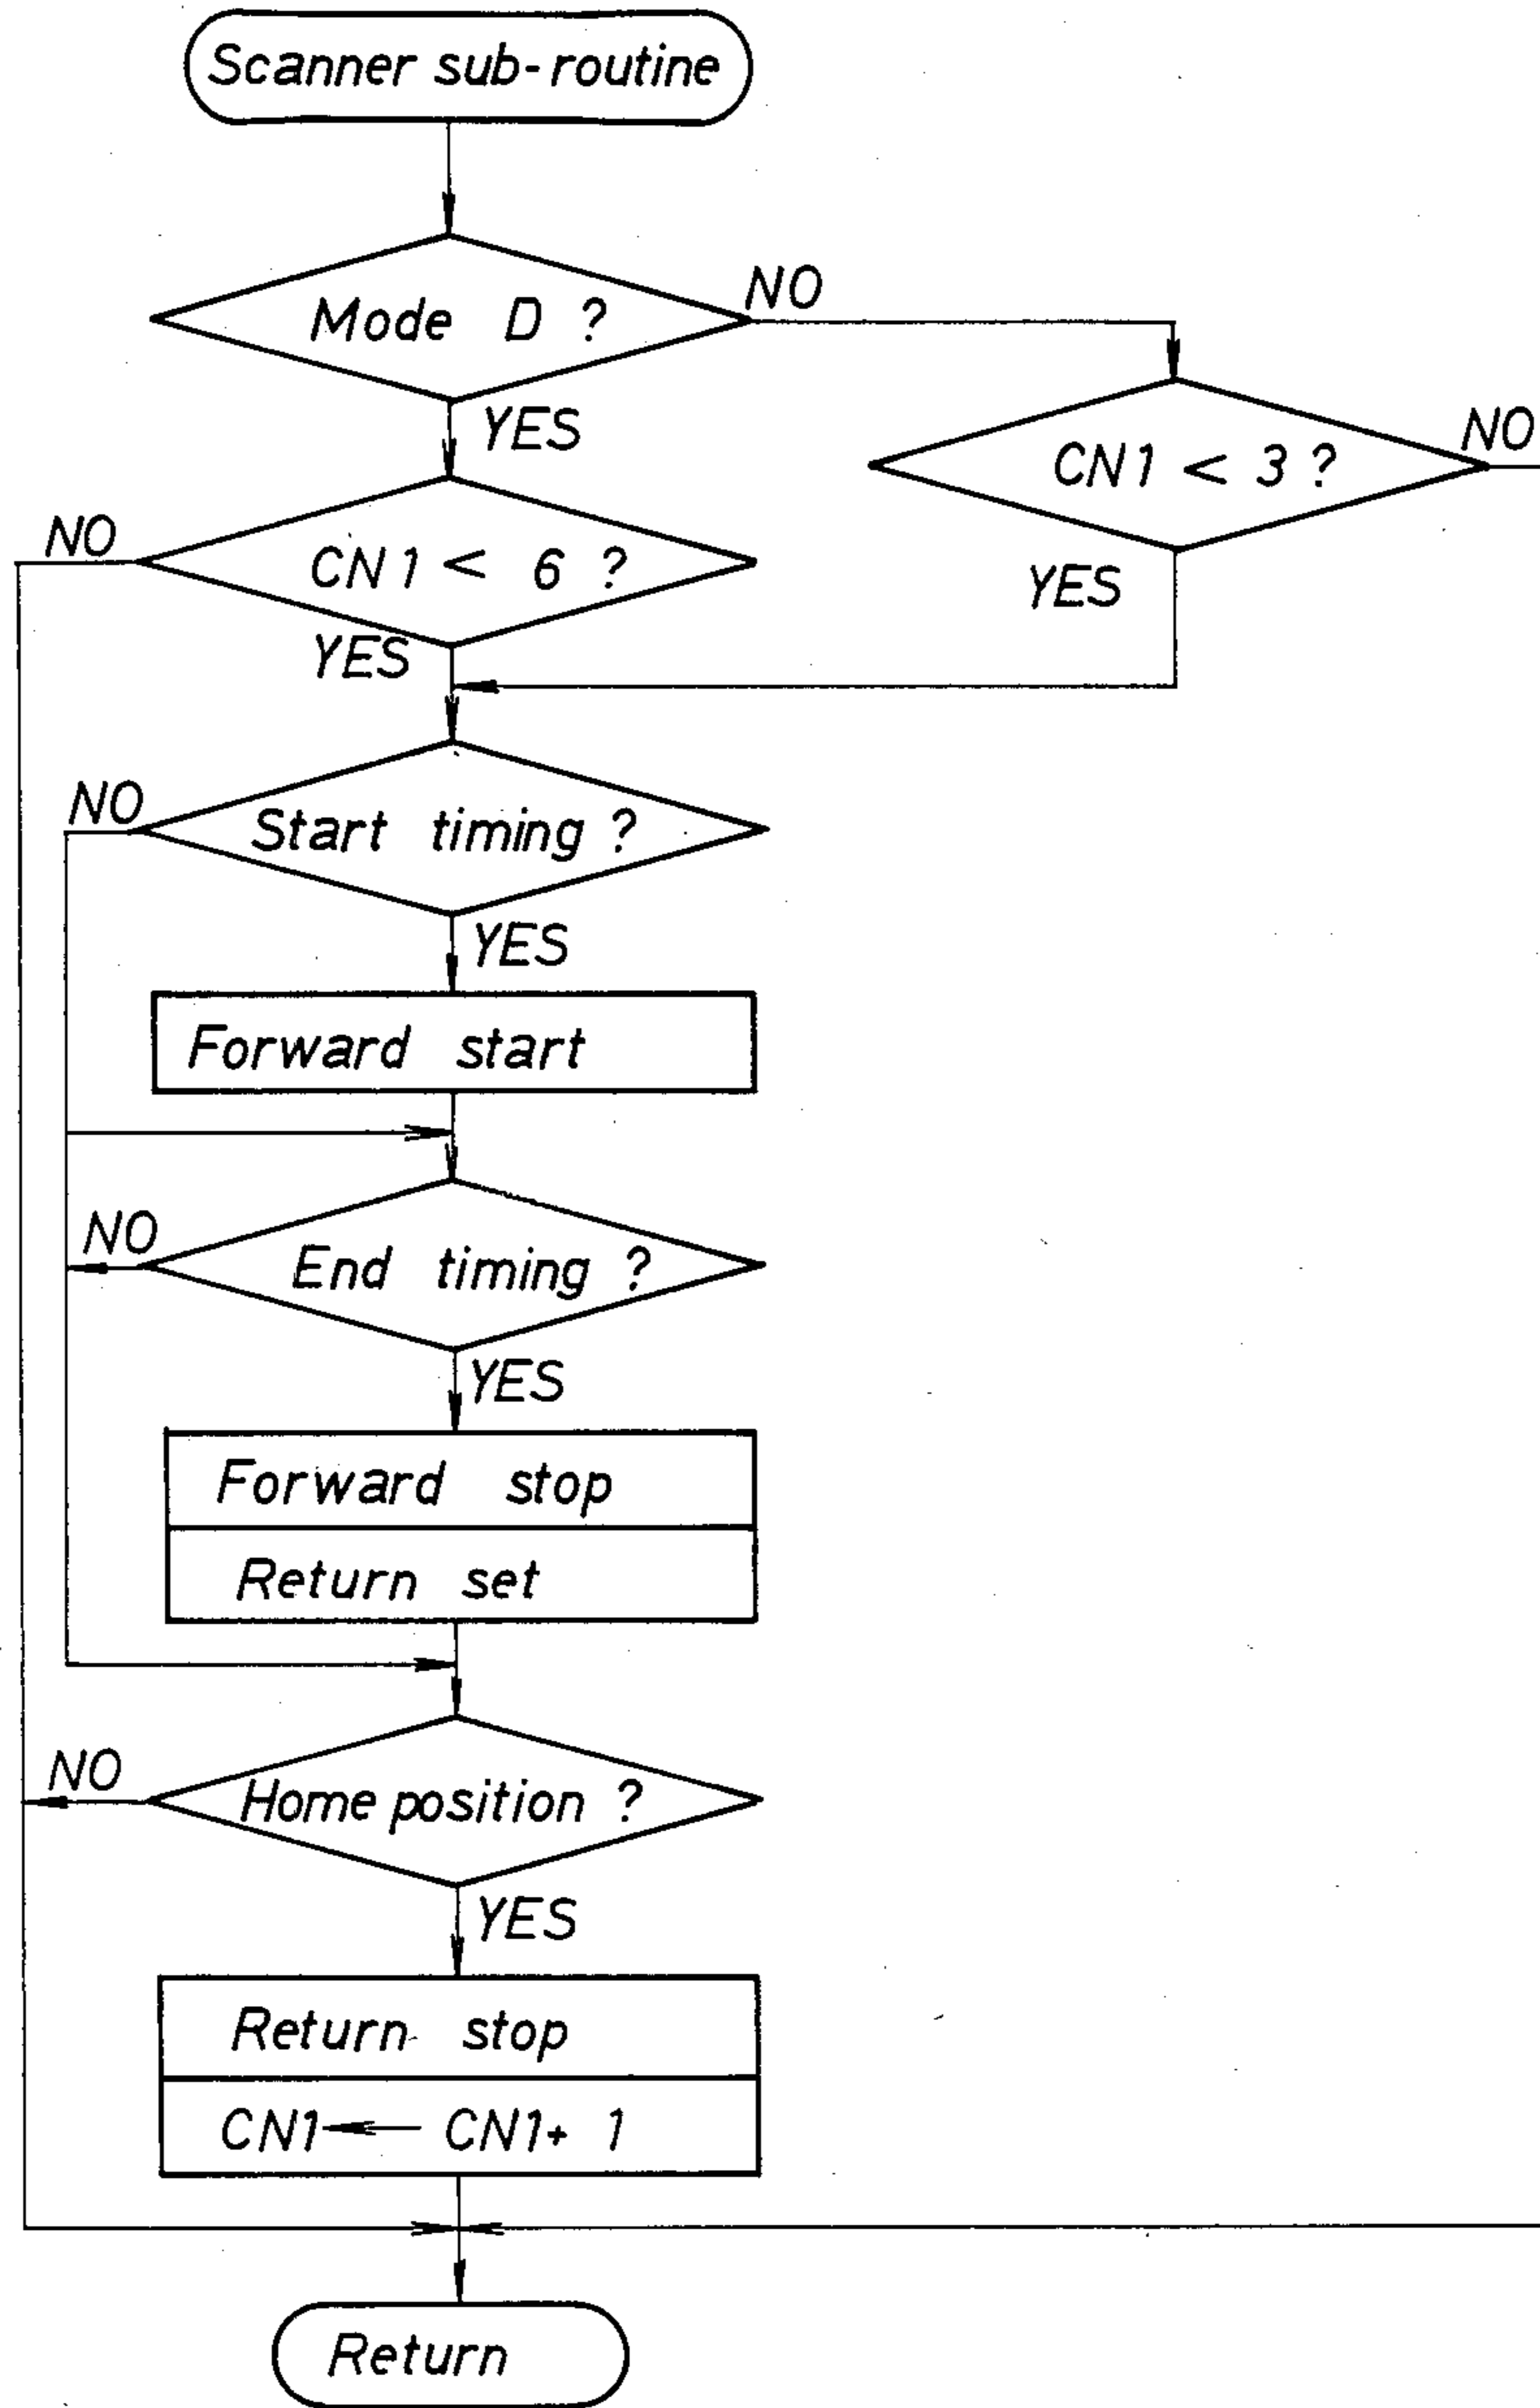 Scanner sub-routine
NO
Mode D ?
YES
NO
CN1 < 3 ?
NO
CN1 < 6 ?
YES
YES
NO
Start timing ?
YES
Forward start
NO
End timing ?
YES
Forward stop
Return set
NO
Home position ?
YES
Return stop
CN1 ← CN1 + 1
Return